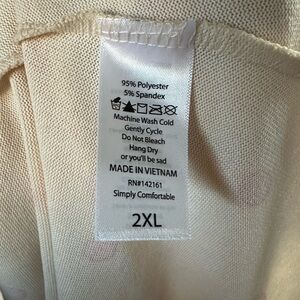 95% Polyester
5% Spandex
Machine Wash Cold
Gently Cycle
Do Not Bleach
Hang Dry
or you'll be sad
MADE IN VIETNAM
RN#142161
Simply Comfortable
2XL